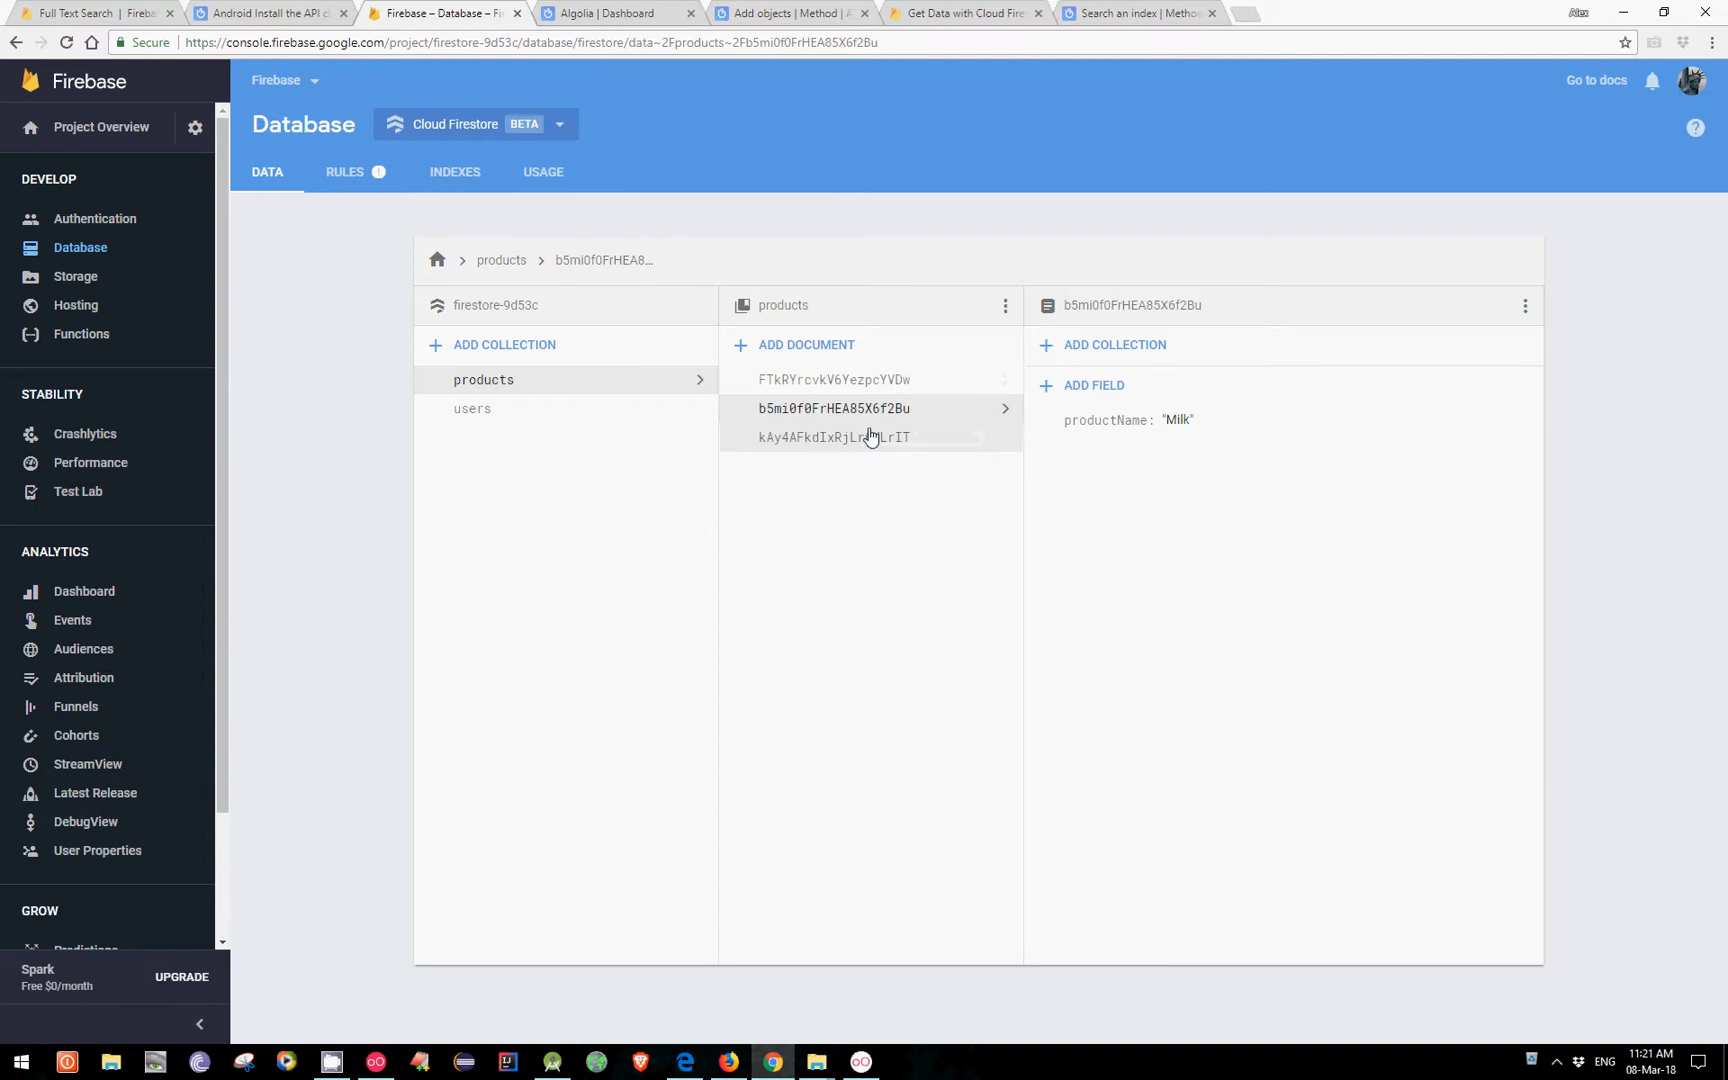 Full Text Search | Fireba
Android Install the API cl
Firebase – Database – Fi
Algolia | Dashboard
Add objects | Method | A
Get Data with Cloud Fire
Search an index | Metho
Alex
Secure
https://console.firebase.google.com/project/firestore-9d53c/database/firestore/data~2Fproducts~2Fb5mi0f0FrHEA85X6f2Bu
Firebase
Firebase
Go to docs
Project Overview
Database
Cloud Firestore BETA
DATA
RULES
INDEXES
USAGE
DEVELOP
Authentication
Database
Storage
Hosting
Functions
STABILITY
Crashlytics
Performance
Test Lab
ANALYTICS
Dashboard
Events
Audiences
Attribution
Funnels
Cohorts
StreamView
Latest Release
DebugView
User Properties
GROW
Predictions
Spark
Free $0/month
UPGRADE
products
b5mi0f0FrHEA8...
firestore-9d53c
products
b5mi0f0FrHEA85X6f2Bu
ADD COLLECTION
ADD DOCUMENT
ADD COLLECTION
products
users
FTkRYrcvkV6YezpcYVDw
b5mi0f0FrHEA85X6f2Bu
ADD FIELD
productName: "Milk"
ENG
11:21 AM
08-Mar-18